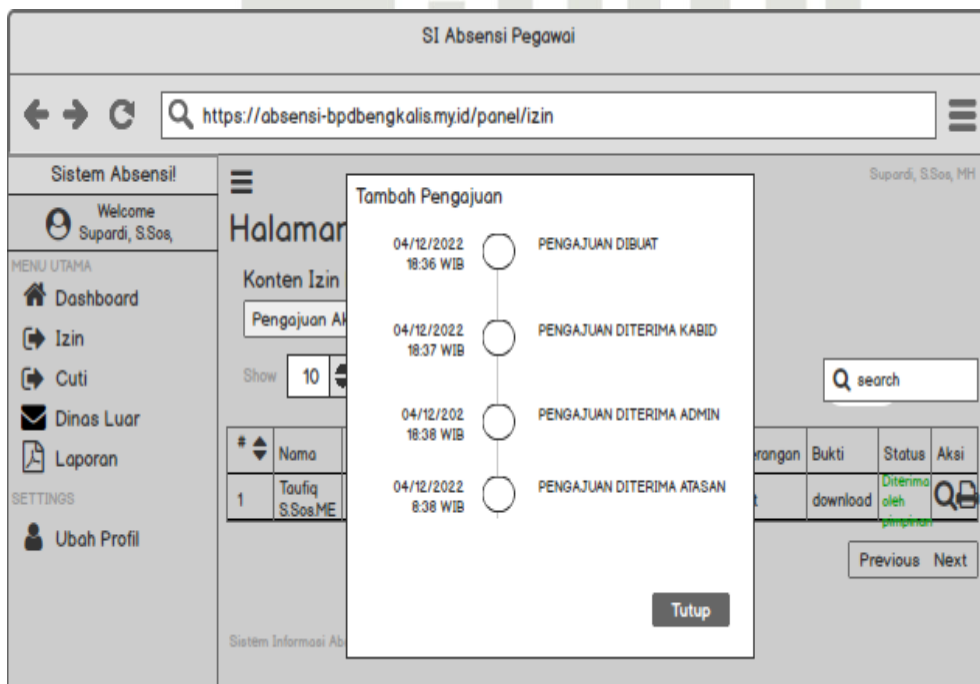 SI Absensi Pegawai
https://absensi-bpdbengkalis.my.id/panel/izin
Sistem Absensi!
Welcome
Supardi, S.Sos,
MENU UTAMA
Dashboard
Izin
Cuti
Dinas Luar
Laporan
SETTINGS
Ubah Profil
Supardi, S.Sos, MH
Halaman
Konten Izin
Pengajuan Ak
Show 10
search
# Nama
erangan Bukti Status Aksi
1 Taufiq
S.Sos.ME
t download Diterima
oleh
pimpinan
Previous Next
Sistem Informasi Ab
Tambah Pengajuan
04/12/2022 PENGAJUAN DIBUAT
18:36 WIB
04/12/2022 PENGAJUAN DITERIMA KABID
18:37 WIB
04/12/202 PENGAJUAN DITERIMA ADMIN
18:38 WIB
04/12/2022 PENGAJUAN DITERIMA ATASAN
8:38 WIB
Tutup